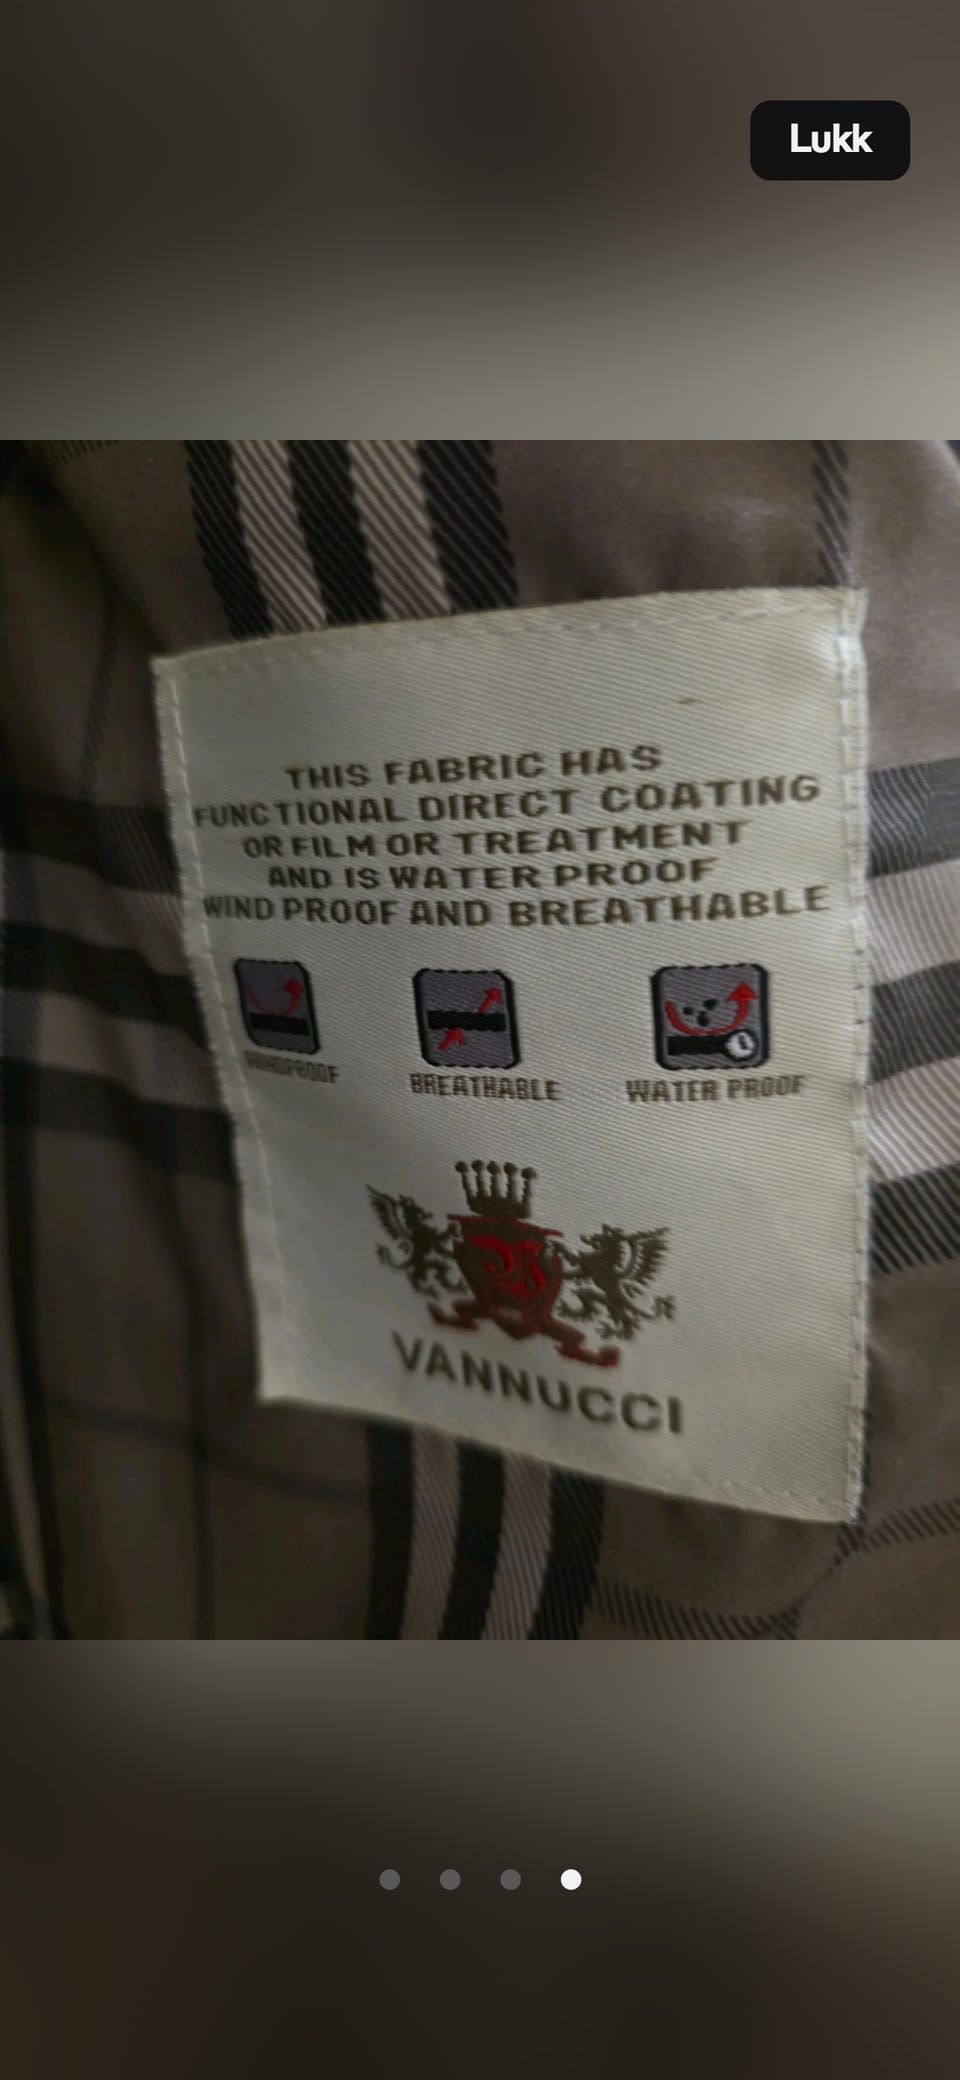 Lukk
THIS FABRIC HAS
FUNCTIONAL DIRECT COATING
OR FILM OR TREATMENT
AND IS WATER PROOF
WIND PROOF AND BREATHABLE
WINDPROOF
BREATHABLE
WATER PROOF
VANNUCCI